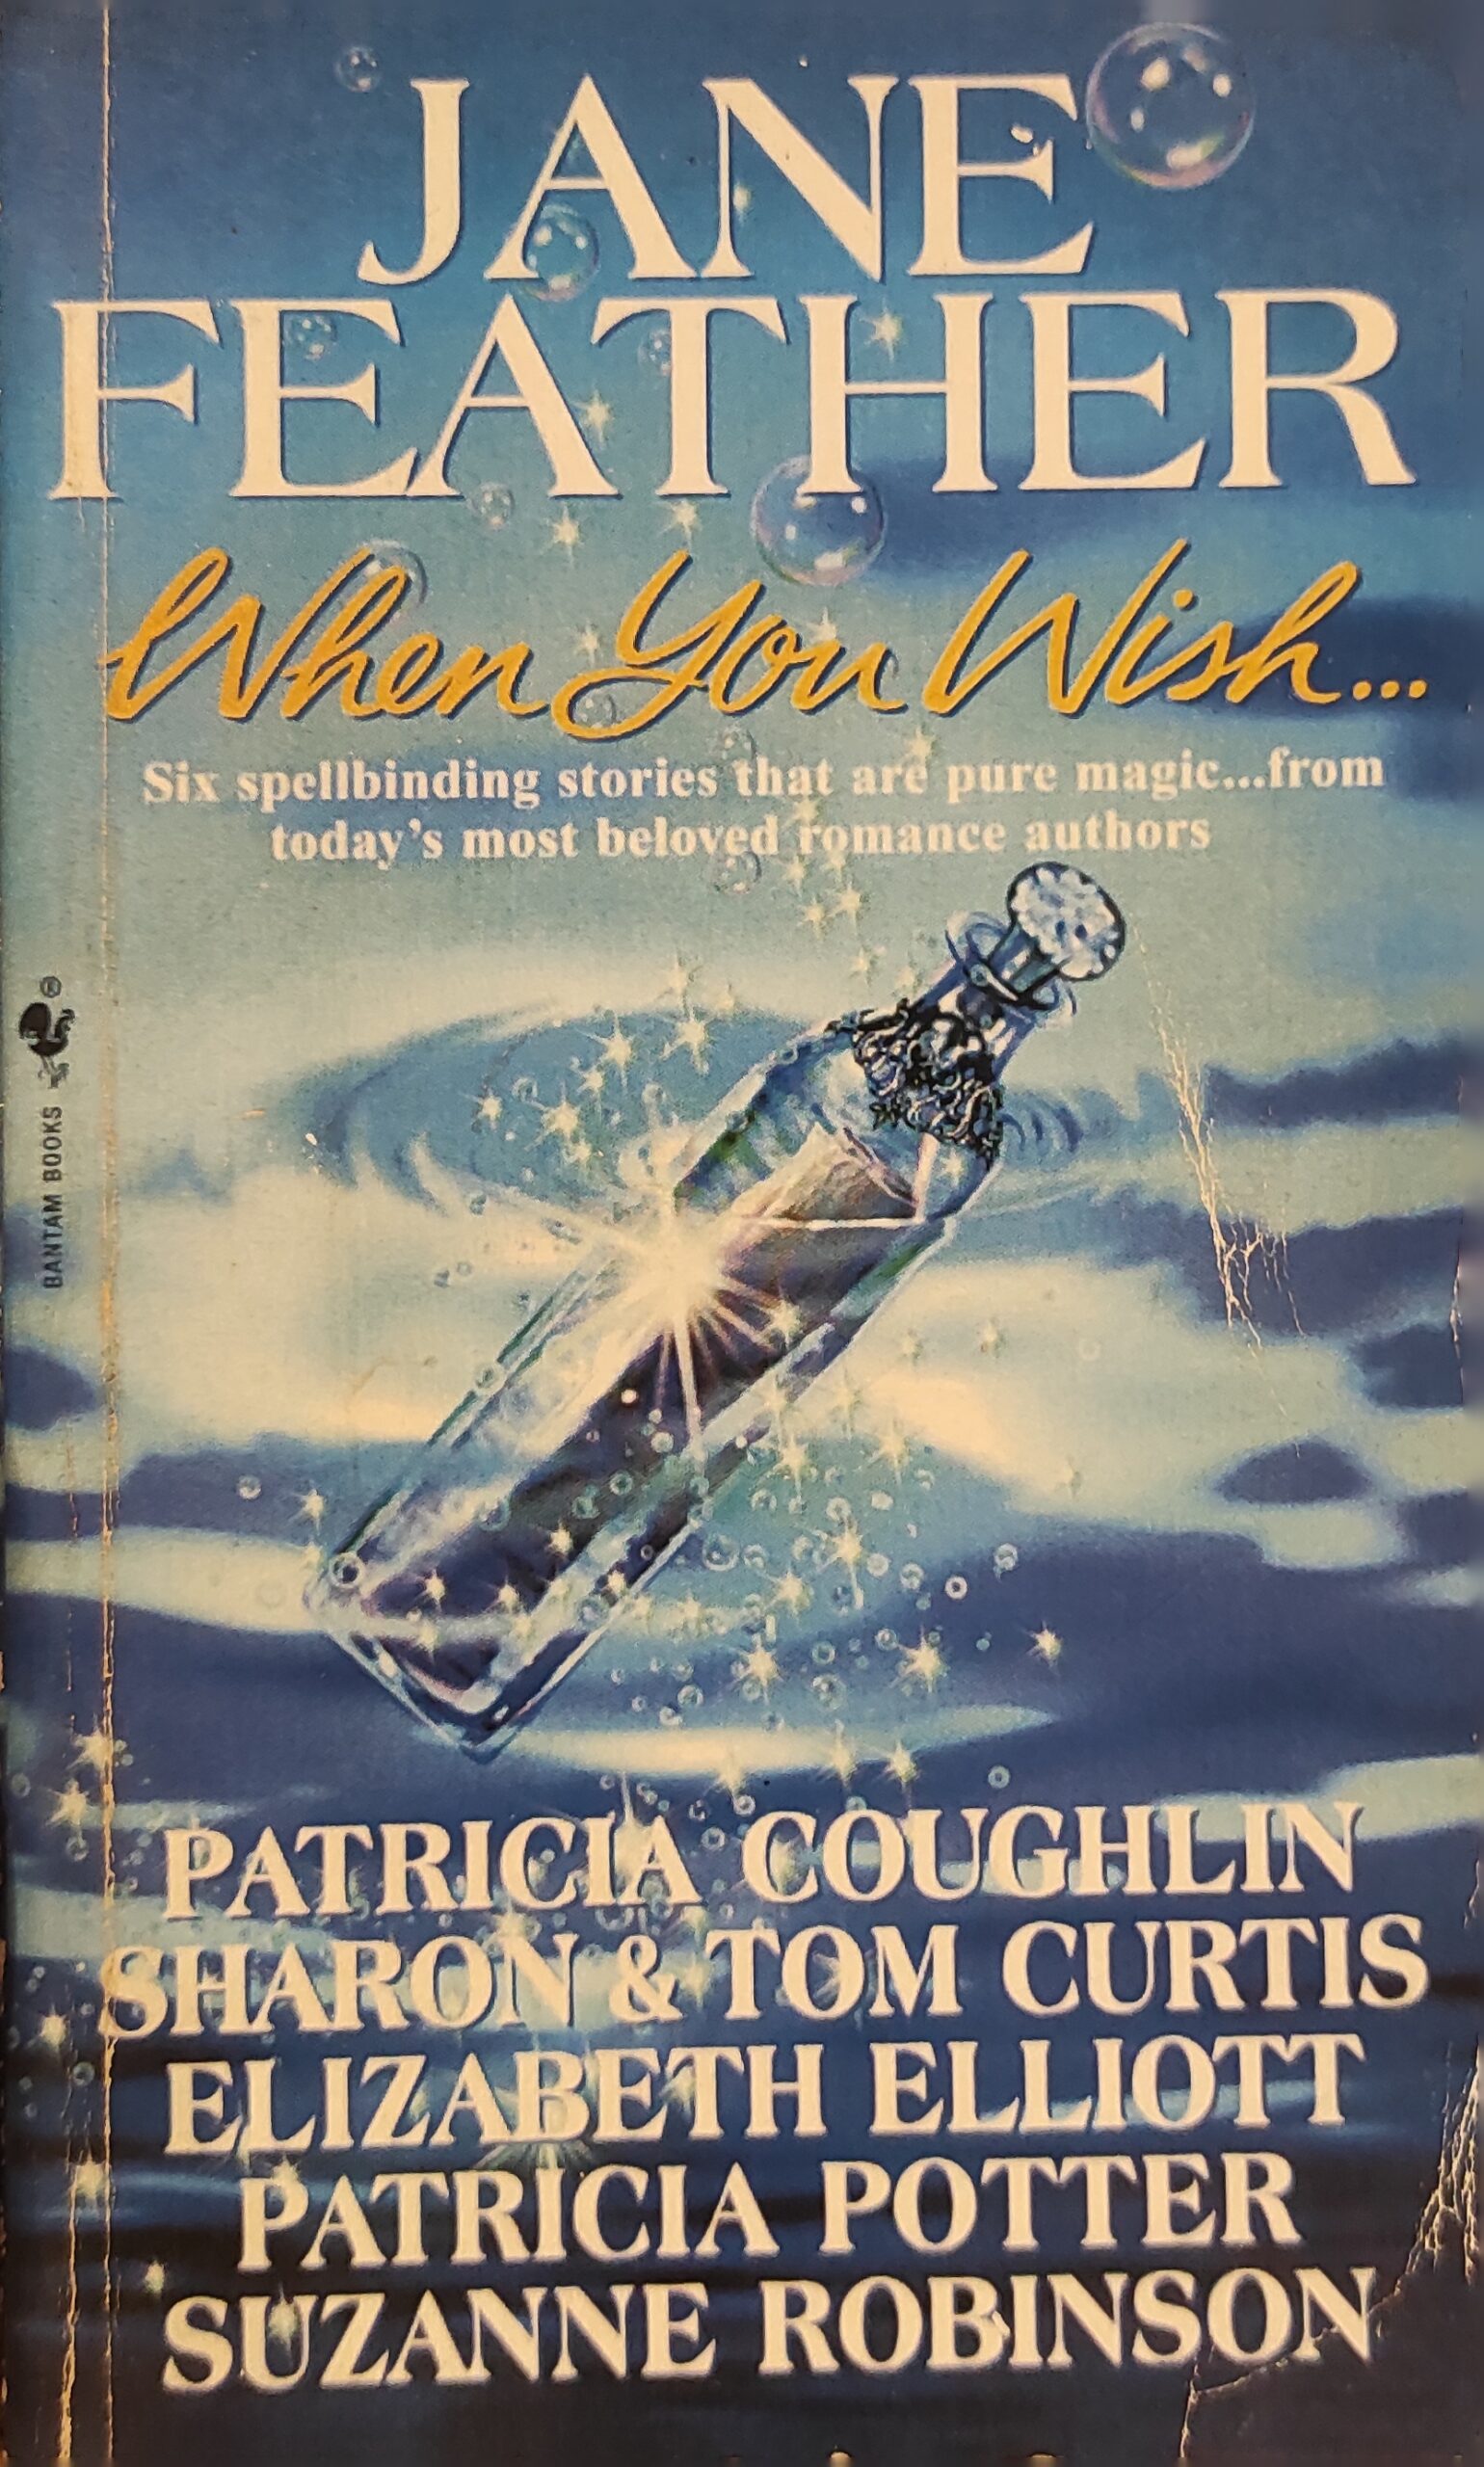 JANE
FEATHER
When You Wish...
Six spellbinding stories that are pure magic...from
today's most beloved romance authors
BANTAM BOOKS
®
PATRICIA COUGHLIN
SHARON & TOM CURTIS
ELIZABETH ELLIOTT
PATRICIA POTTER
SUZANNE ROBINSON